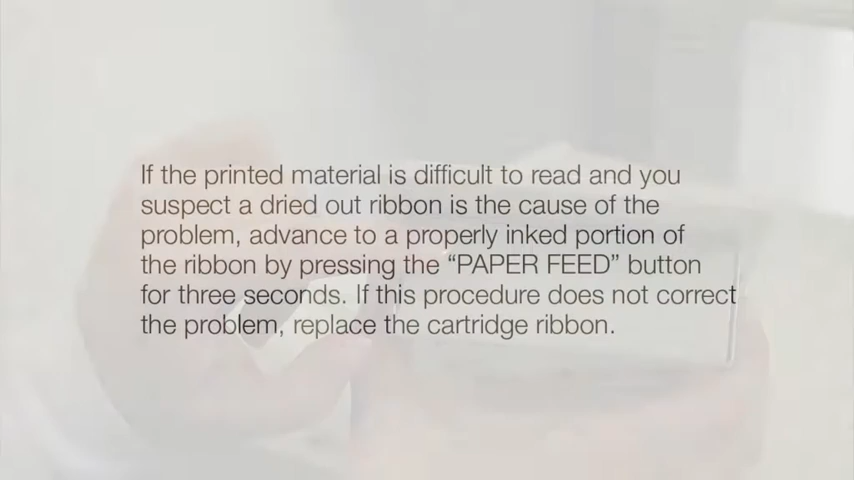 If the printed material is difficult to read and you
suspect a dried out ribbon is the cause of the
problem, advance to a properly inked portion of
the ribbon by pressing the “PAPER FEED” button
for three seconds. If this procedure does not correct
the problem, replace the cartridge ribbon.